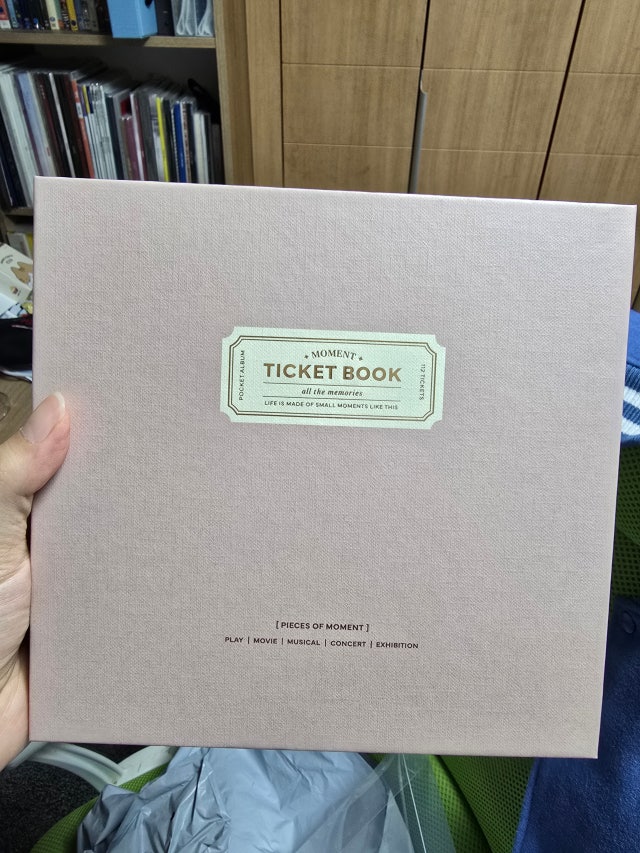 MOMENT
TICKET BOOK
all the memories
LIFE IS MADE OF SMALL MOMENTS LIKE THIS
POCKET ALBUM
112 TICKETS
[ PIECES OF MOMENT ]
PLAY | MOVIE | MUSICAL | CONCERT | EXHIBITION